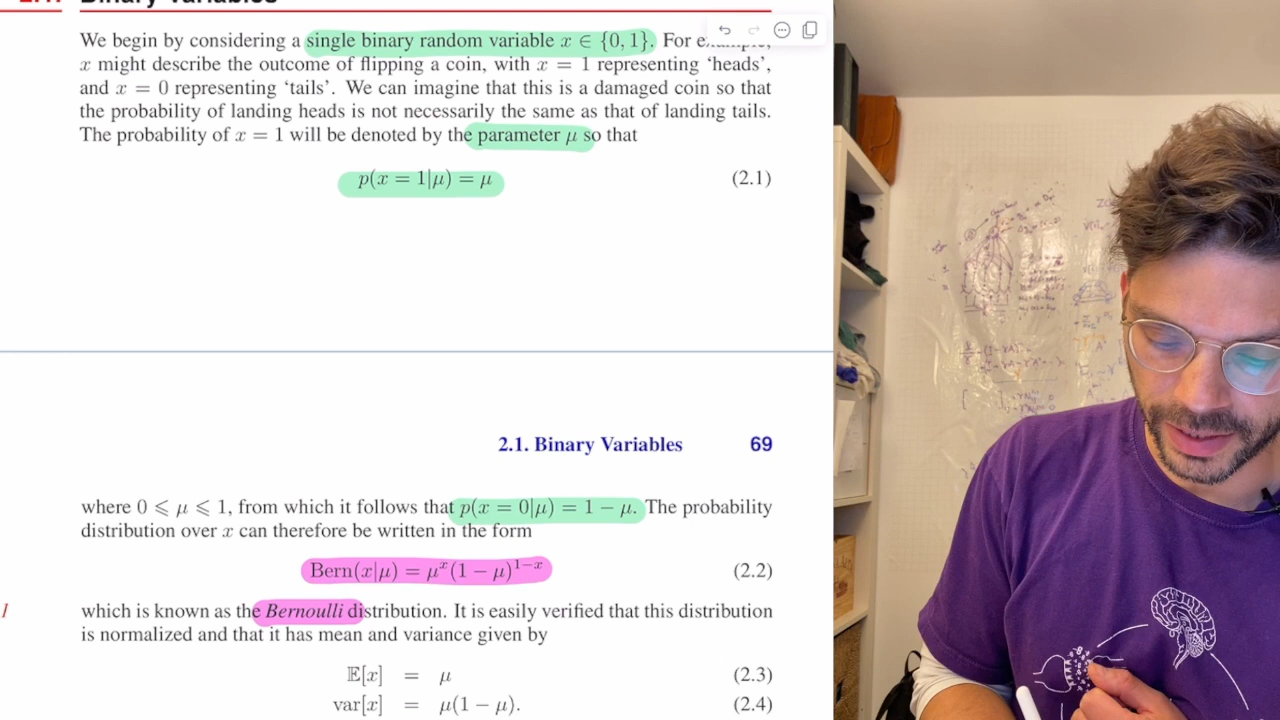 Binary Variables
We begin by considering a single binary random variable x ∈ {0, 1}. For
x might describe the outcome of flipping a coin, with x = 1 representing ‘heads’,
and x = 0 representing ‘tails’. We can imagine that this is a damaged coin so that
the probability of landing heads is not necessarily the same as that of landing tails.
The probability of x = 1 will be denoted by the parameter μ so that
p(x = 1|μ) = μ (2.1)
2.1. Binary Variables 69
where 0 ⩽ μ ⩽ 1, from which it follows that p(x = 0|μ) = 1 − μ. The probability
distribution over x can therefore be written in the form
Bern(x|μ) = μˣ(1 − μ)¹⁻ˣ (2.2)
which is known as the Bernoulli distribution. It is easily verified that this distribution
is normalized and that it has mean and variance given by
𝔼[x] = μ (2.3)
var[x] = μ(1 − μ). (2.4)